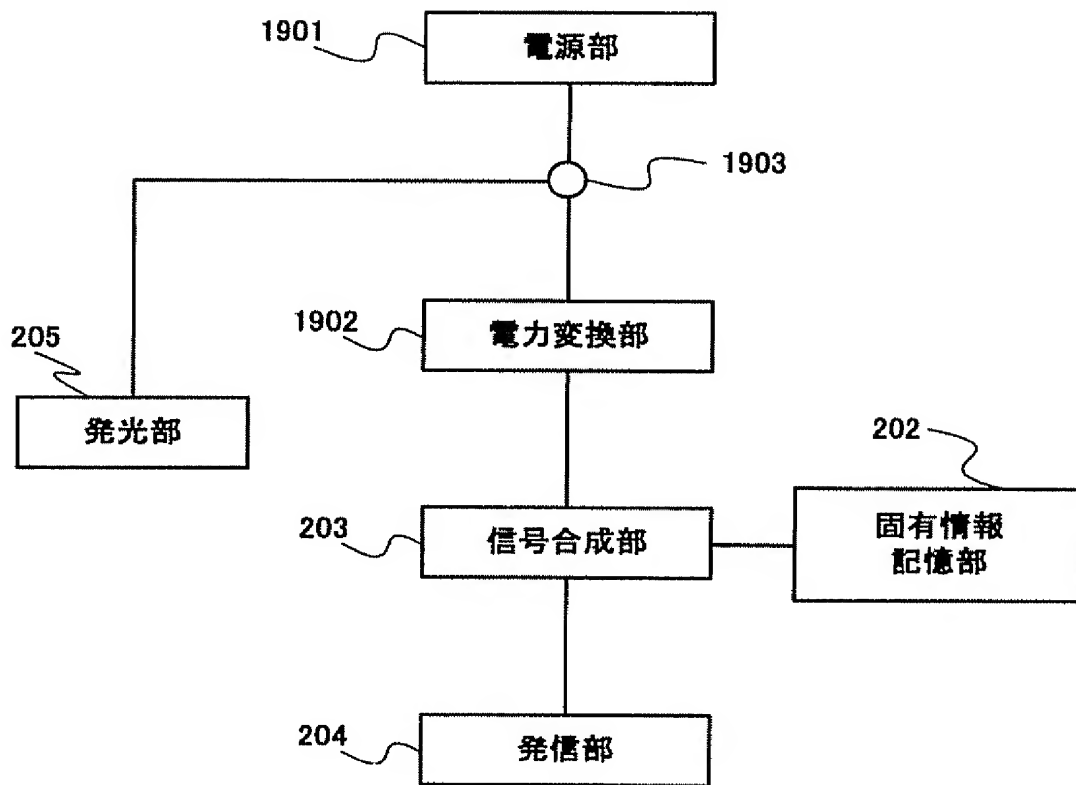 1901
電源部
1903
1902
電力変換部
205
発光部
202
203
信号合成部
固有情報
記憶部
204
発信部